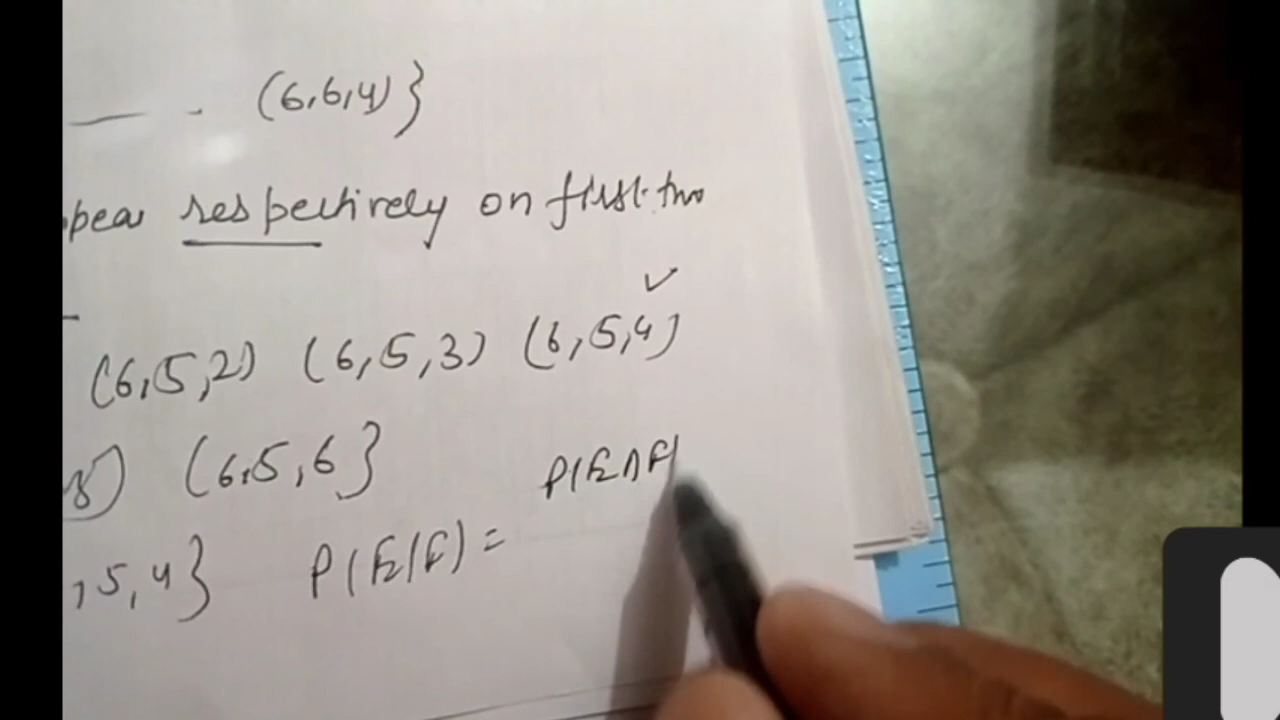 (6,6,4)}
respectively on first two
(6,5,2) (6,5,3) (6,5,4)
(6,5,6}
P(E∩F)
,5,4} P(E/F) =